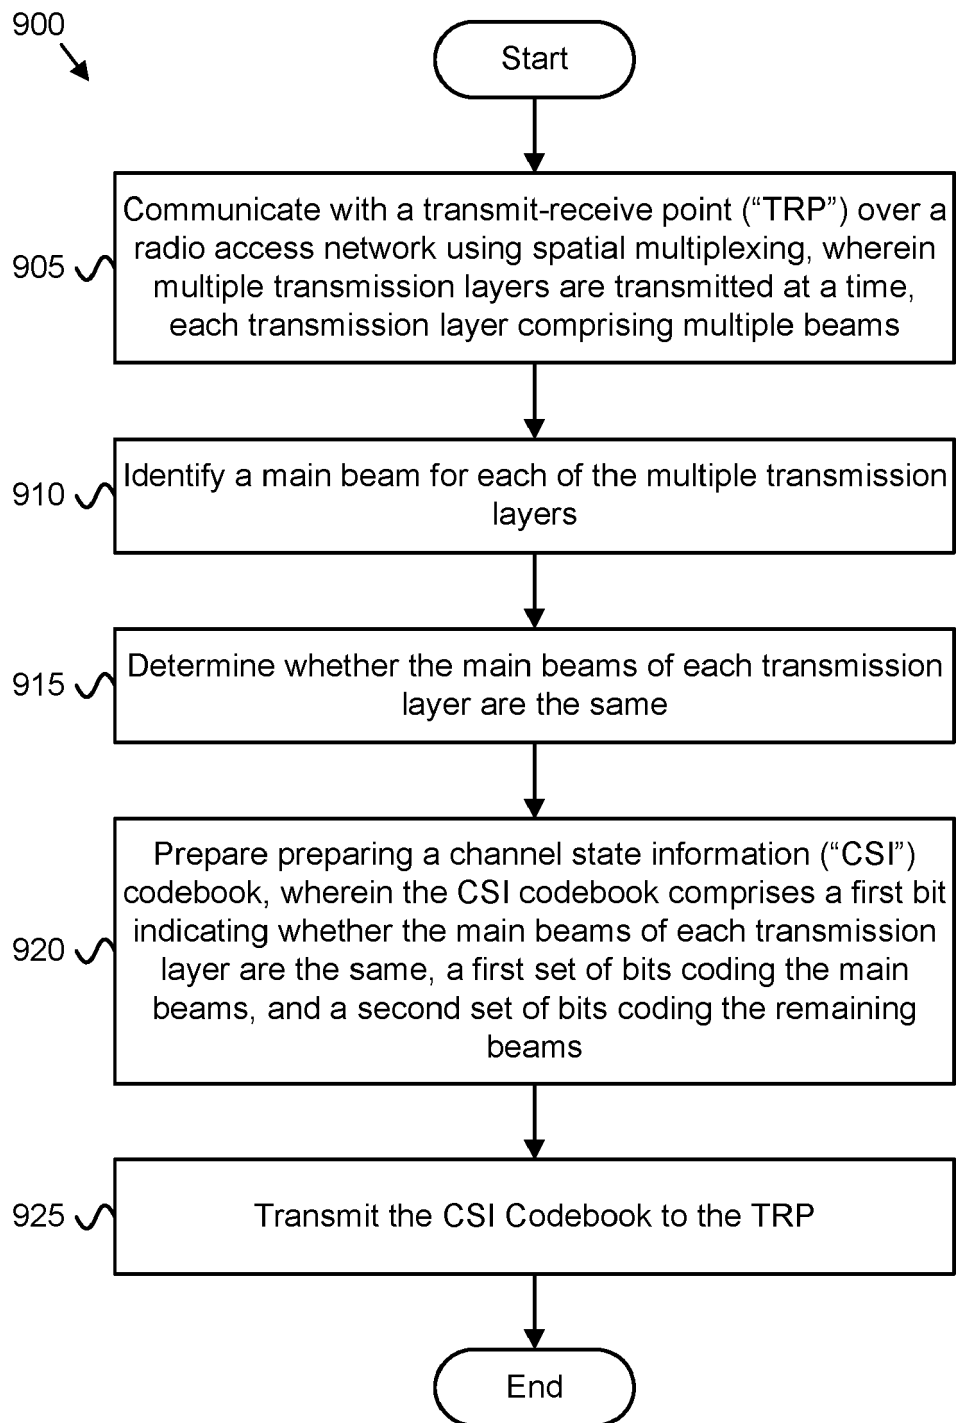 900
Start
Communicate with a transmit-receive point (“TRP”) over a
radio access network using spatial multiplexing, wherein
multiple transmission layers are transmitted at a time,
each transmission layer comprising multiple beams
905
Identify a main beam for each of the multiple transmission
layers
910
Determine whether the main beams of each transmission
layer are the same
915
Prepare preparing a channel state information (“CSI”)
codebook, wherein the CSI codebook comprises a first bit
indicating whether the main beams of each transmission
layer are the same, a first set of bits coding the main
beams, and a second set of bits coding the remaining
beams
920
Transmit the CSI Codebook to the TRP
925
End